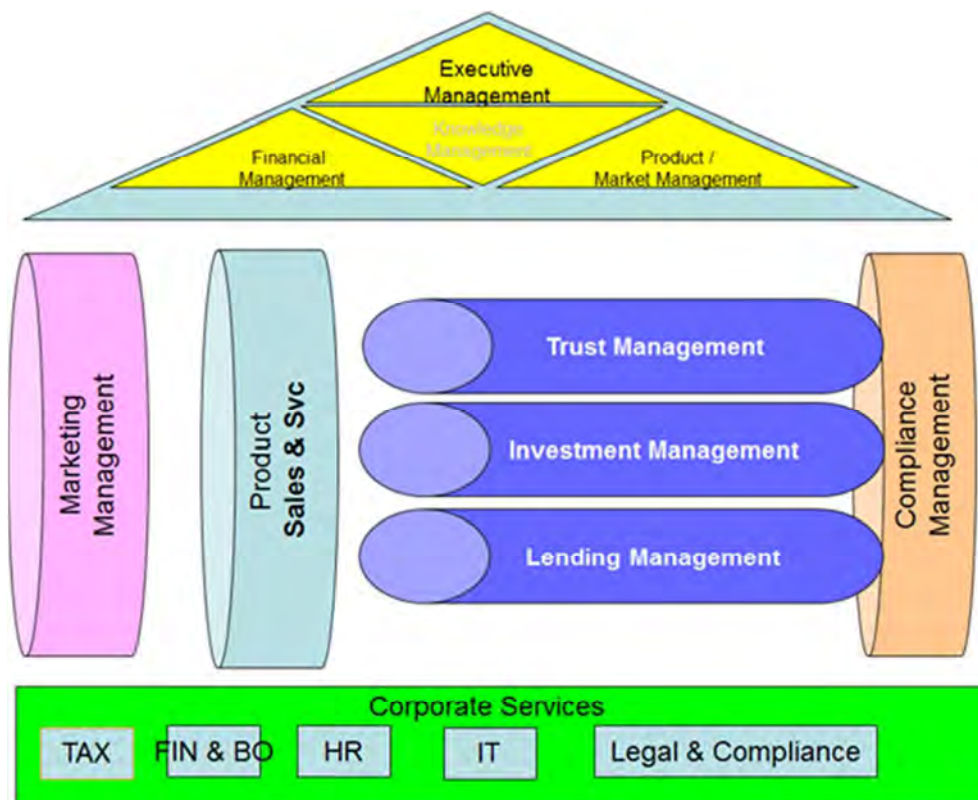 Executive
Management
Knowledge
Management
Financial
Management
Product /
Market Management
Marketing
Management
Product
Sales & Svc
Trust Management
Investment Management
Lending Management
Compliance
Management
Corporate Services
TAX
FIN & BO
HR
IT
Legal & Compliance